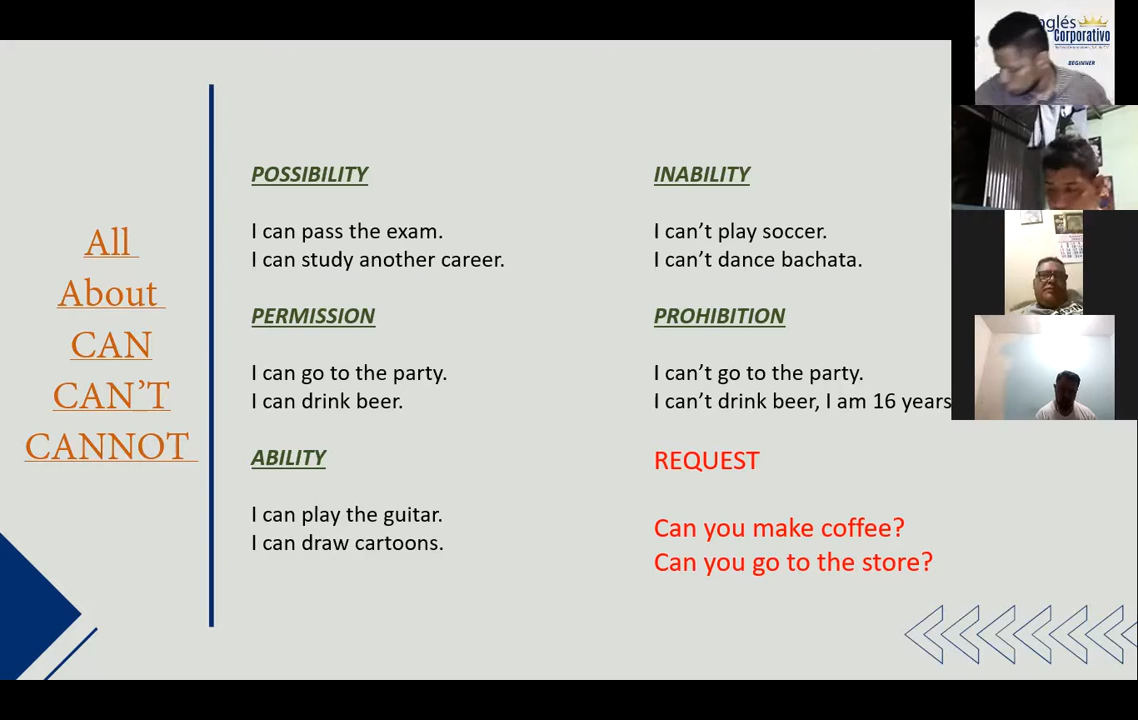 All
About
CAN
CAN’T
CANNOT
POSSIBILITY
I can pass the exam.
I can study another career.
PERMISSION
I can go to the party.
I can drink beer.
ABILITY
I can play the guitar.
I can draw cartoons.
INABILITY
I can’t play soccer.
I can’t dance bachata.
PROHIBITION
I can’t go to the party.
I can’t drink beer, I am 16 years
REQUEST
Can you make coffee?
Can you go to the store?
Corporativo
BEGINNER